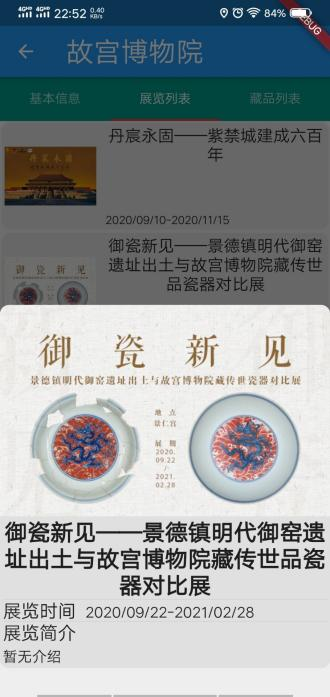 4G HD 4G HD 22:52 0.40 KB/S 84%
DEBUG
故宫博物院
基本信息 展览列表 藏品列表
丹宸永固
丹宸永固——紫禁城建成六百
年
2020/09/10-2020/11/15
御瓷新见
御瓷新见——景德镇明代御窑
遗址出土与故宫博物院藏传世
品瓷器对比展
御瓷新见
景德镇明代御窑遗址出土与故宫博物院藏传世瓷器对比展
地点
景仁宫
展期
2020.
09.22
/-
2021.
02.28
御瓷新见——景德镇明代御窑遗
址出土与故宫博物院藏传世品瓷
器对比展
展览时间 2020/09/22-2021/02/28
展览简介
暂无介绍